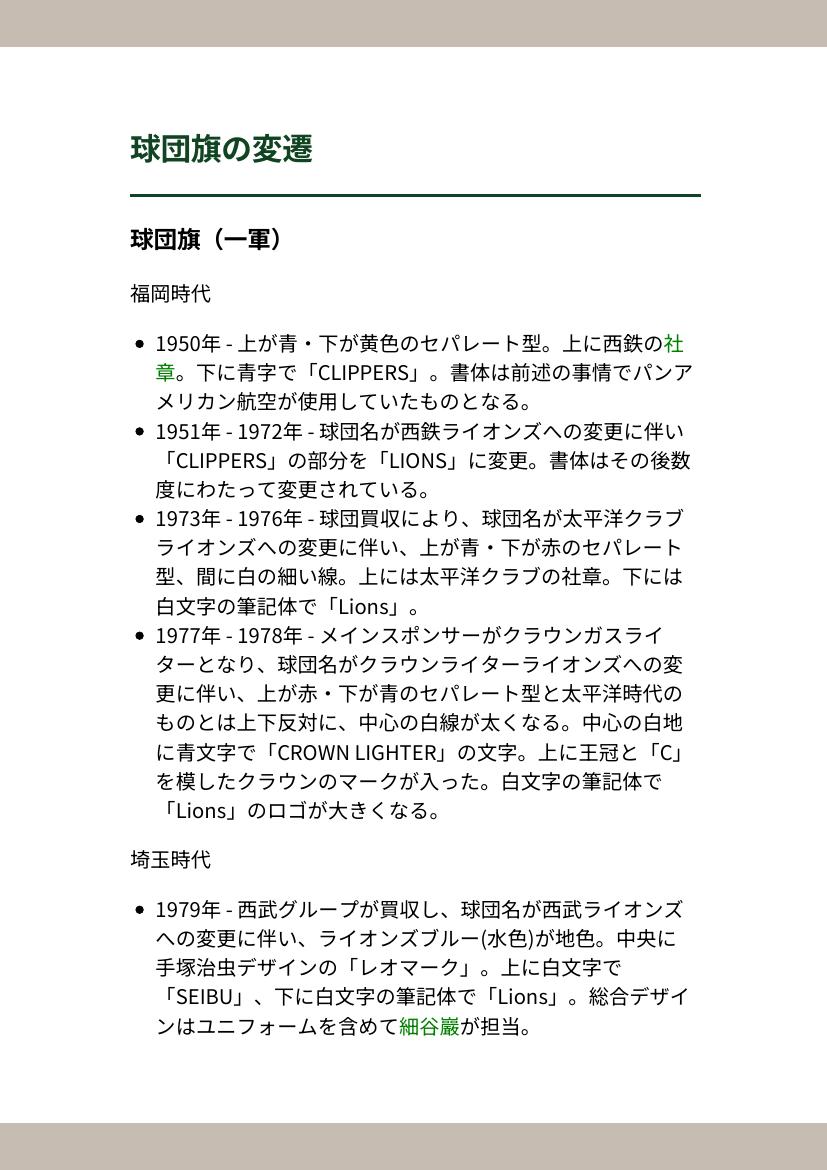 球団旗の変遷
球団旗（一軍）
福岡時代
• 1950年 - 上が青・下が黄色のセパレート型。上に西鉄の社
章。下に青字で「CLIPPERS」。書体は前述の事情でパンア
メリカン航空が使用していたものとなる。
• 1951年 - 1972年 - 球団名が西鉄ライオンズへの変更に伴い
「CLIPPERS」の部分を「LIONS」に変更。書体はその後数
度にわたって変更されている。
• 1973年 - 1976年 - 球団買収により、球団名が太平洋クラブ
ライオンズへの変更に伴い、上が青・下が赤のセパレート
型、間に白の細い線。上には太平洋クラブの社章。下には
白文字の筆記体で「Lions」。
• 1977年 - 1978年 - メインスポンサーがクラウンガスライ
ターとなり、球団名がクラウンライターライオンズへの変
更に伴い、上が赤・下が青のセパレート型と太平洋時代の
ものとは上下反対に、中心の白線が太くなる。中心の白地
に青文字で「CROWN LIGHTER」の文字。上に王冠と「C」
を模したクラウンのマークが入った。白文字の筆記体で
「Lions」のロゴが大きくなる。
埼玉時代
• 1979年 - 西武グループが買収し、球団名が西武ライオンズ
への変更に伴い、ライオンズブルー(水色)が地色。中央に
手塚治虫デザインの「レオマーク」。上に白文字で
「SEIBU」、下に白文字の筆記体で「Lions」。総合デザイ
ンはユニフォームを含めて細谷巖が担当。